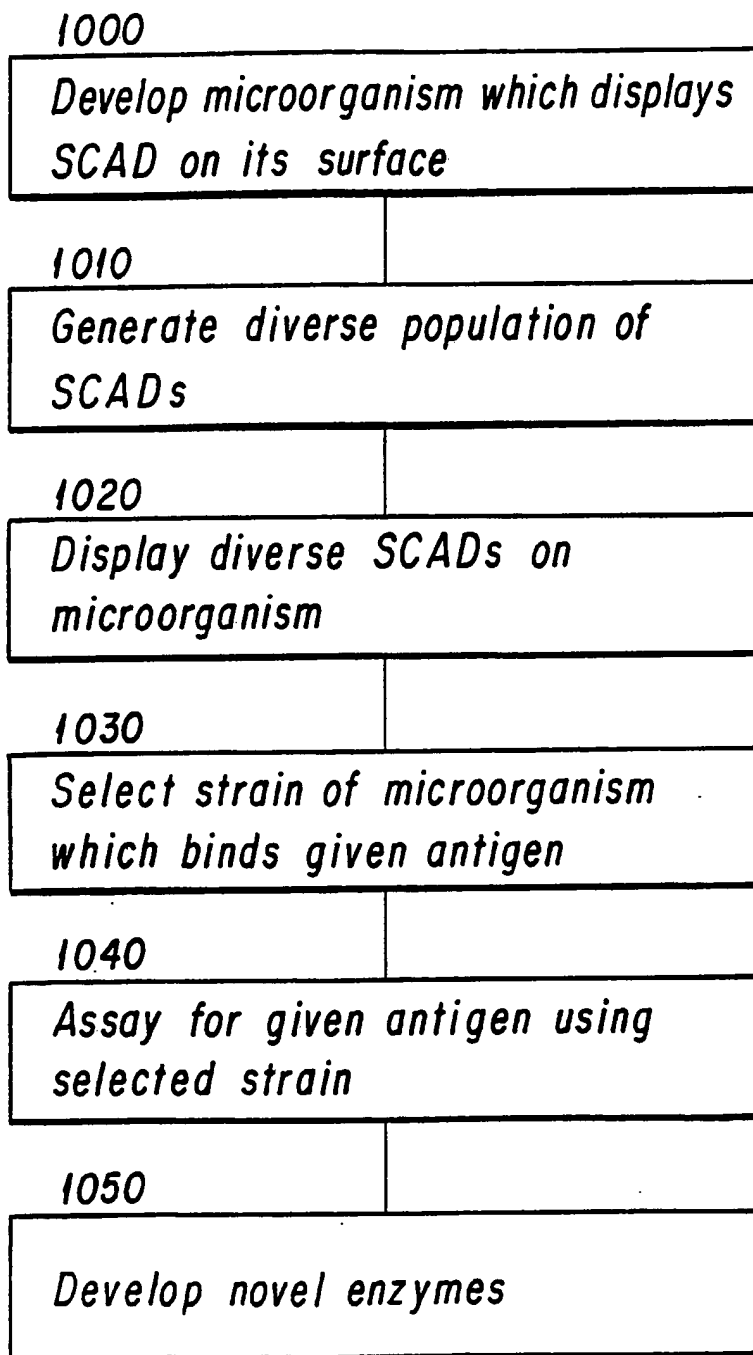 1000
Develop microorganism which displays
SCAD on its surface
1010
Generate diverse population of
SCADs
1020
Display diverse SCADs on
microorganism
1030
Select strain of microorganism
which binds given antigen
1040
Assay for given antigen using
selected strain
1050
Develop novel enzymes